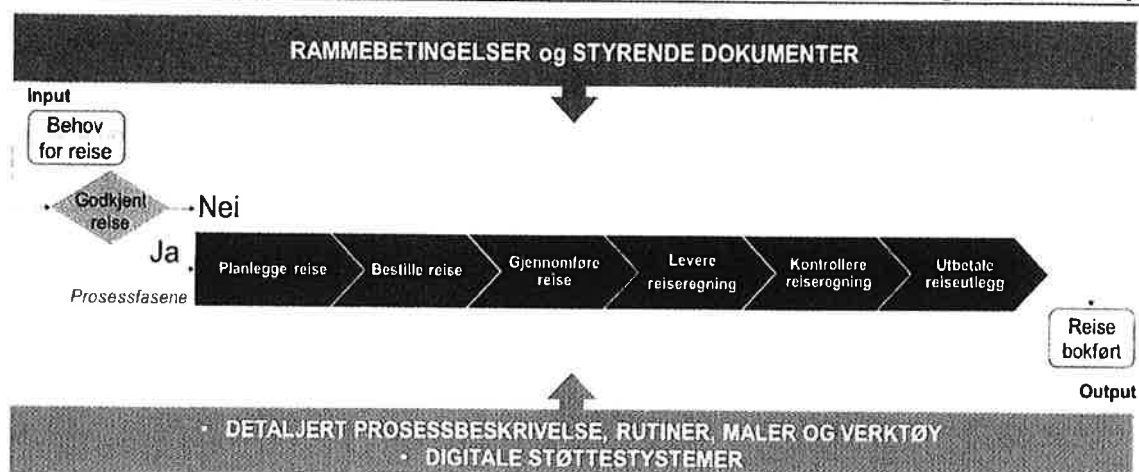 RAMMEBETINGELSER og STYRENDE DOKUMENTER
Input
Behov
for reise
Godkjent
reise
Nei
Ja
Planlegge reise
Bestille reise
Gjennomføre
reise
Levere
reiseregning
Kontrollere
reiseregning
Utbetale
reiseutlegg
Prosessfasene
Reise
bokført
Output
• DETALJERT PROSESSBESKRIVELSE, RUTINER, MALER OG VERKTØY
• DIGITALE STØTTESTYSTEMER